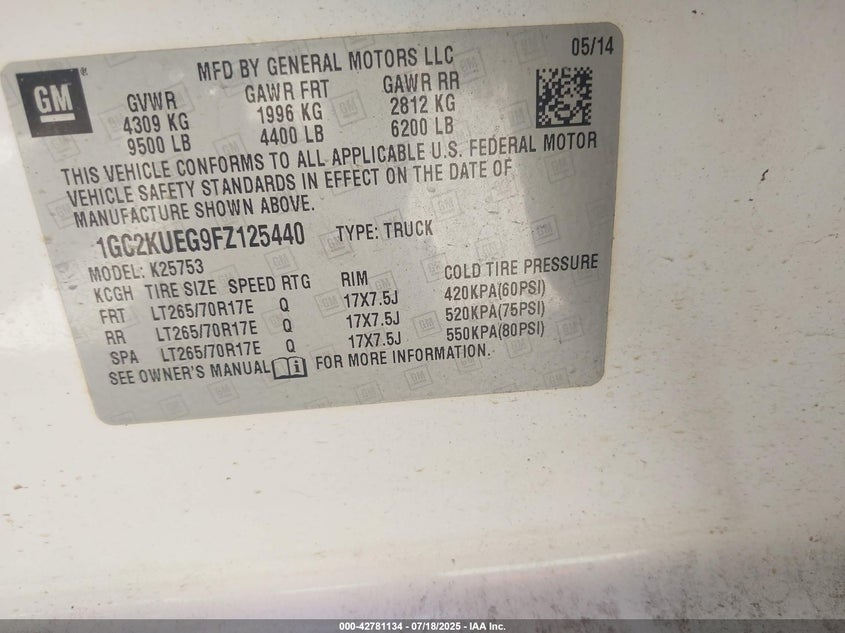 GM
MFD BY GENERAL MOTORS LLC
05/14
GVWR GAWR FRT GAWR RR
4309 KG 1996 KG 2812 KG
9500 LB 4400 LB 6200 LB
THIS VEHICLE CONFORMS TO ALL APPLICABLE U.S. FEDERAL MOTOR
VEHICLE SAFETY STANDARDS IN EFFECT ON THE DATE OF
MANUFACTURE SHOWN ABOVE.
1GC2KUEG9FZ125440 TYPE: TRUCK
MODEL: K25753
KCGH TIRE SIZE SPEED RTG RIM COLD TIRE PRESSURE
FRT LT265/70R17E Q 17X7.5J 420KPA(60PSI)
RR LT265/70R17E Q 17X7.5J 520KPA(75PSI)
SPA LT265/70R17E Q 17X7.5J 550KPA(80PSI)
SEE OWNER'S MANUAL FOR MORE INFORMATION.
000-42781134 - 07/18/2025 - IAA Inc.